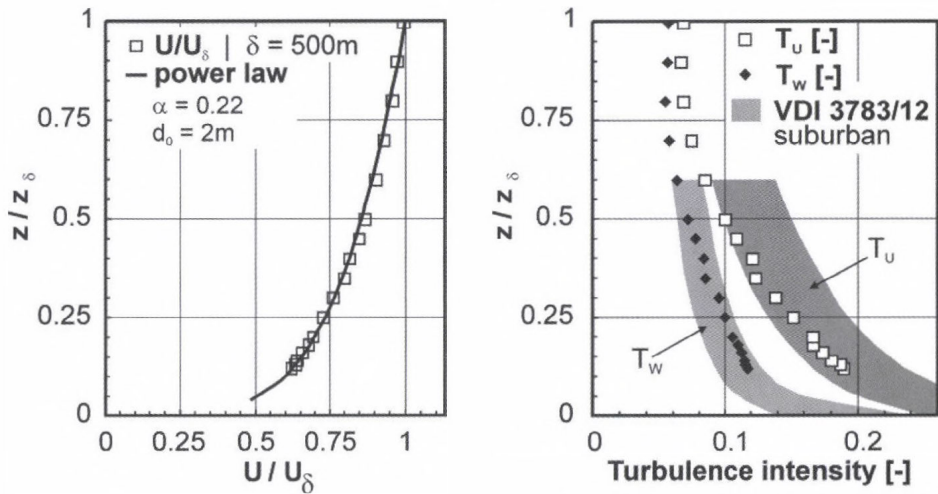 1
0.75
0.5
0.25
0
z / z δ
U/Uδ | δ = 500m
power law
α = 0.22
d₀ = 2m
0 0.25 0.5 0.75 1
U / Uδ
1
0.75
0.5
0.25
0
z / z δ
TU [-]
TW [-]
VDI 3783/12
suburban
TU
TW
0 0.1 0.2
Turbulence intensity [-]